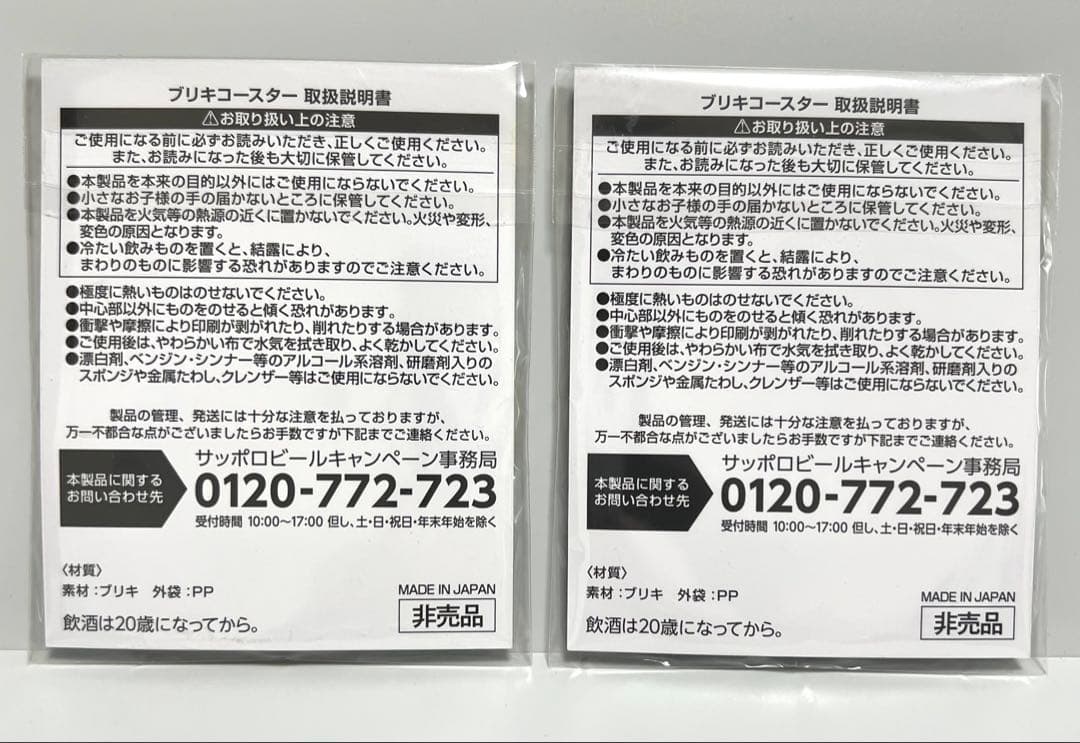 ブリキコースター 取扱説明書
⚠お取り扱い上の注意
ご使用になる前に必ずお読みいただき、正しくご使用ください。
また、お読みになった後も大切に保管してください。
●本製品を本来の目的以外にはご使用にならないでください。
●小さなお子様の手の届かないところに保管してください。
●本製品を火気等の熱源の近くに置かないでください。火災や変形、
変色の原因となります。
●冷たい飲みものを置くと、結露により、
まわりのものに影響する恐れがありますのでご注意ください。
●極度に熱いものはのせないでください。
●中心部以外にものをのせると傾く恐れがあります。
●衝撃や摩擦により印刷が剥がれたり、削れたりする場合があります。
●ご使用後は、やわらかい布で水気を拭き取り、よく乾かしてください。
●漂白剤、ベンジン・シンナー等のアルコール系溶剤、研磨剤入りの
スポンジや金属たわし、クレンザー等はご使用にならないでください。
製品の管理、発送には十分な注意を払っておりますが、
万一不都合な点がございましたらお手数ですが下記までご連絡ください。
本製品に関する
お問い合わせ先
サッポロビールキャンペーン事務局
0120-772-723
受付時間 10:00〜17:00 但し、土・日・祝日・年末年始を除く
〈材質〉
素材：ブリキ 外袋：PP
MADE IN JAPAN
飲酒は20歳になってから。
非売品
ブリキコースター 取扱説明書
⚠お取り扱い上の注意
ご使用になる前に必ずお読みいただき、正しくご使用ください。
また、お読みになった後も大切に保管してください。
●本製品を本来の目的以外にはご使用にならないでください。
●小さなお子様の手の届かないところに保管してください。
●本製品を火気等の熱源の近くに置かないでください。火災や変形、
変色の原因となります。
●冷たい飲みものを置くと、結露により、
まわりのものに影響する恐れがありますのでご注意ください。
●極度に熱いものはのせないでください。
●中心部以外にものをのせると傾く恐れがあります。
●衝撃や摩擦により印刷が剥がれたり、削れたりする場合があります。
●ご使用後は、やわらかい布で水気を拭き取り、よく乾かしてください。
●漂白剤、ベンジン・シンナー等のアルコール系溶剤、研磨剤入りの
スポンジや金属たわし、クレンザー等はご使用にならないでください。
製品の管理、発送には十分な注意を払っておりますが、
万一不都合な点がございましたらお手数ですが下記までご連絡ください。
本製品に関する
お問い合わせ先
サッポロビールキャンペーン事務局
0120-772-723
受付時間 10:00〜17:00 但し、土・日・祝日・年末年始を除く
〈材質〉
素材：ブリキ 外袋：PP
MADE IN JAPAN
飲酒は20歳になってから。
非売品